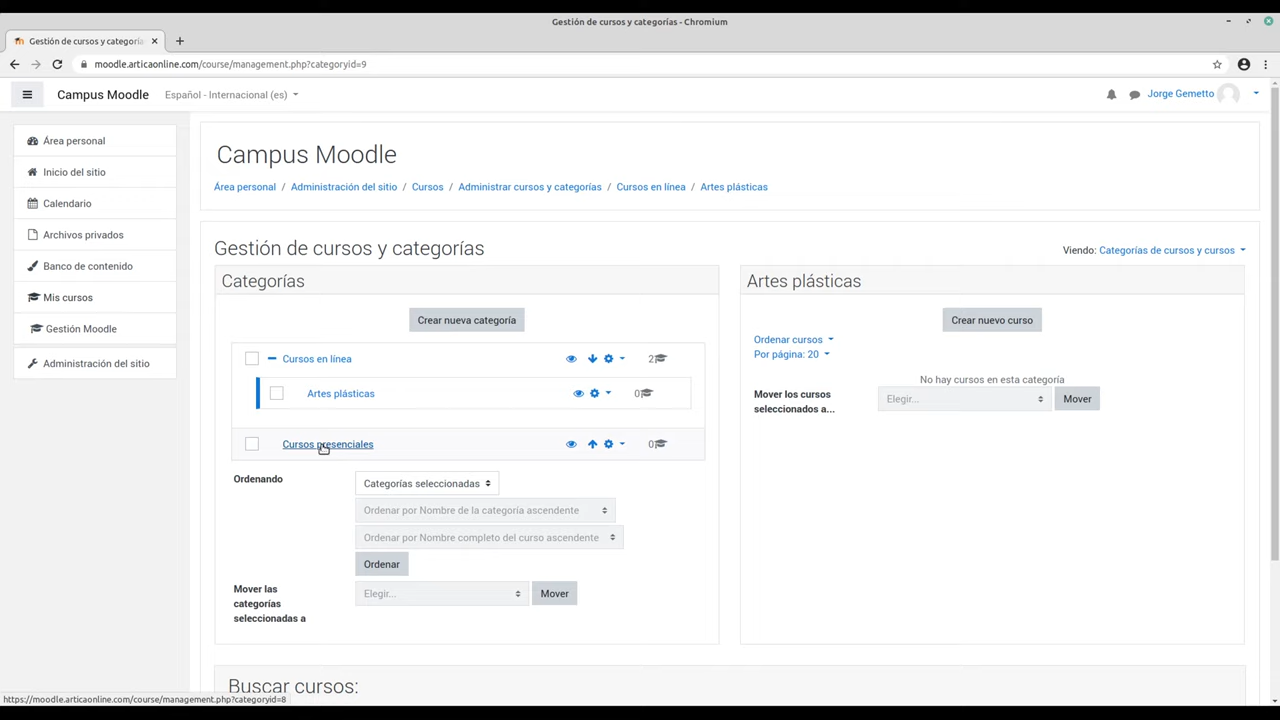 Gestión de cursos y categorías - Chromium
Gestión de cursos y categoría
moodle.articaonline.com/course/management.php?categoryid=9
Campus Moodle
Español - Internacional (es)
Jorge Gemetto
Área personal
Inicio del sitio
Calendario
Archivos privados
Banco de contenido
Mis cursos
Gestión Moodle
Administración del sitio
Campus Moodle
Área personal / Administración del sitio / Cursos / Administrar cursos y categorías / Cursos en línea / Artes plásticas
Gestión de cursos y categorías
Viendo: Categorías de cursos y cursos
Categorías
Crear nueva categoría
Cursos en línea 2
Artes plásticas 0
Cursos presenciales 0
Ordenando
Categorías seleccionadas
Ordenar por Nombre de la categoría ascendente
Ordenar por Nombre completo del curso ascendente
Ordenar
Mover las
categorías
seleccionadas a
Elegir...
Mover
Artes plásticas
Crear nuevo curso
Ordenar cursos
Por página: 20
No hay cursos en esta categoría
Mover los cursos
seleccionados a...
Elegir...
Mover
Buscar cursos:
https://moodle.articaonline.com/course/management.php?categoryid=8